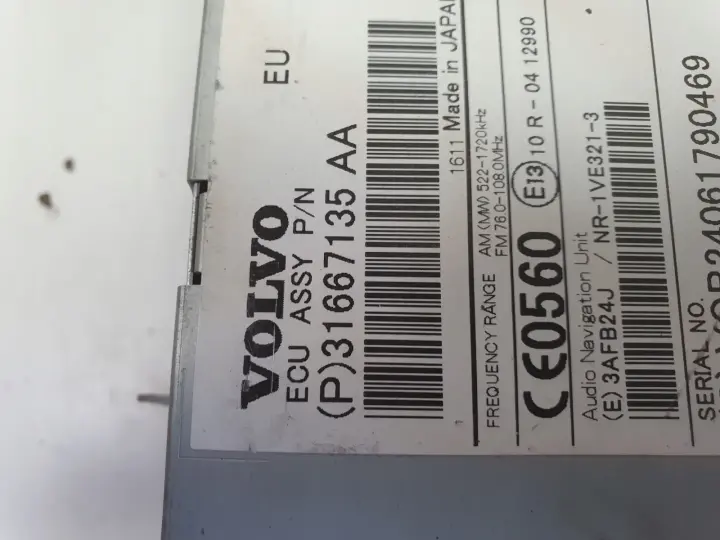 VOLVO
EU
ECU ASSY P/N
(P)31667135 AA
1611 Made in JAPAN
FREQUENCY RANGE AM (MW) 522-1720kHz
FM 76.0-108.0MHz
CE0560 E13 10 R-04 12990
Audio Navigation Unit
(E) 3AFB24J / NR-1VE321-3
SERIAL NO.